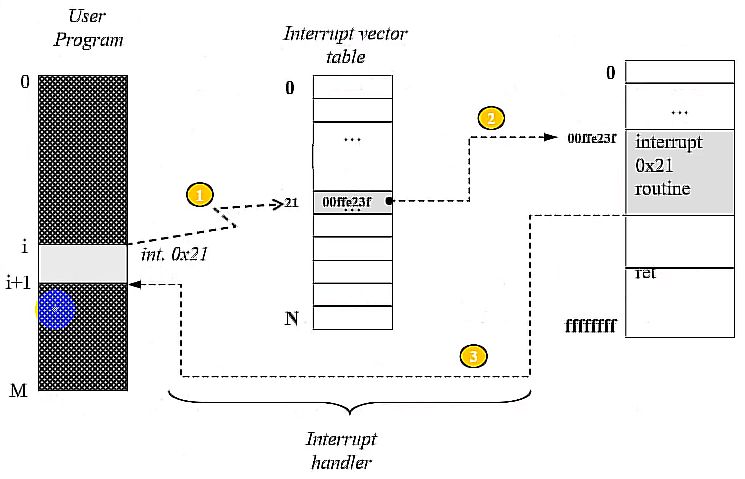 User
Program
0
i
i+1
M
int. 0x21
1
Interrupt vector
table
0
...
21
00ffe23f
...
N
2
0
...
00ffe23f
interrupt
0x21
routine
ret
ffffffff
3
Interrupt
handler